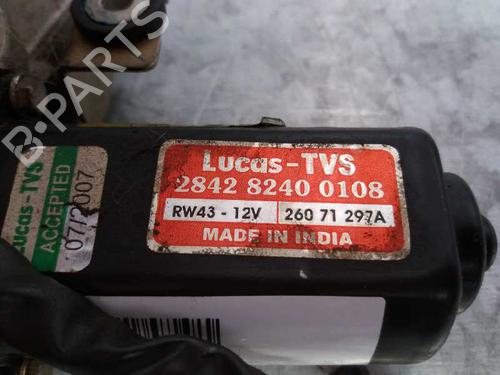 Lucas-TVS
2842 8240 0108
RW43 - 12V 260 71 297A
MADE IN INDIA
Lucas-TVS
ACCEPTED
07/2007
B-PARTS